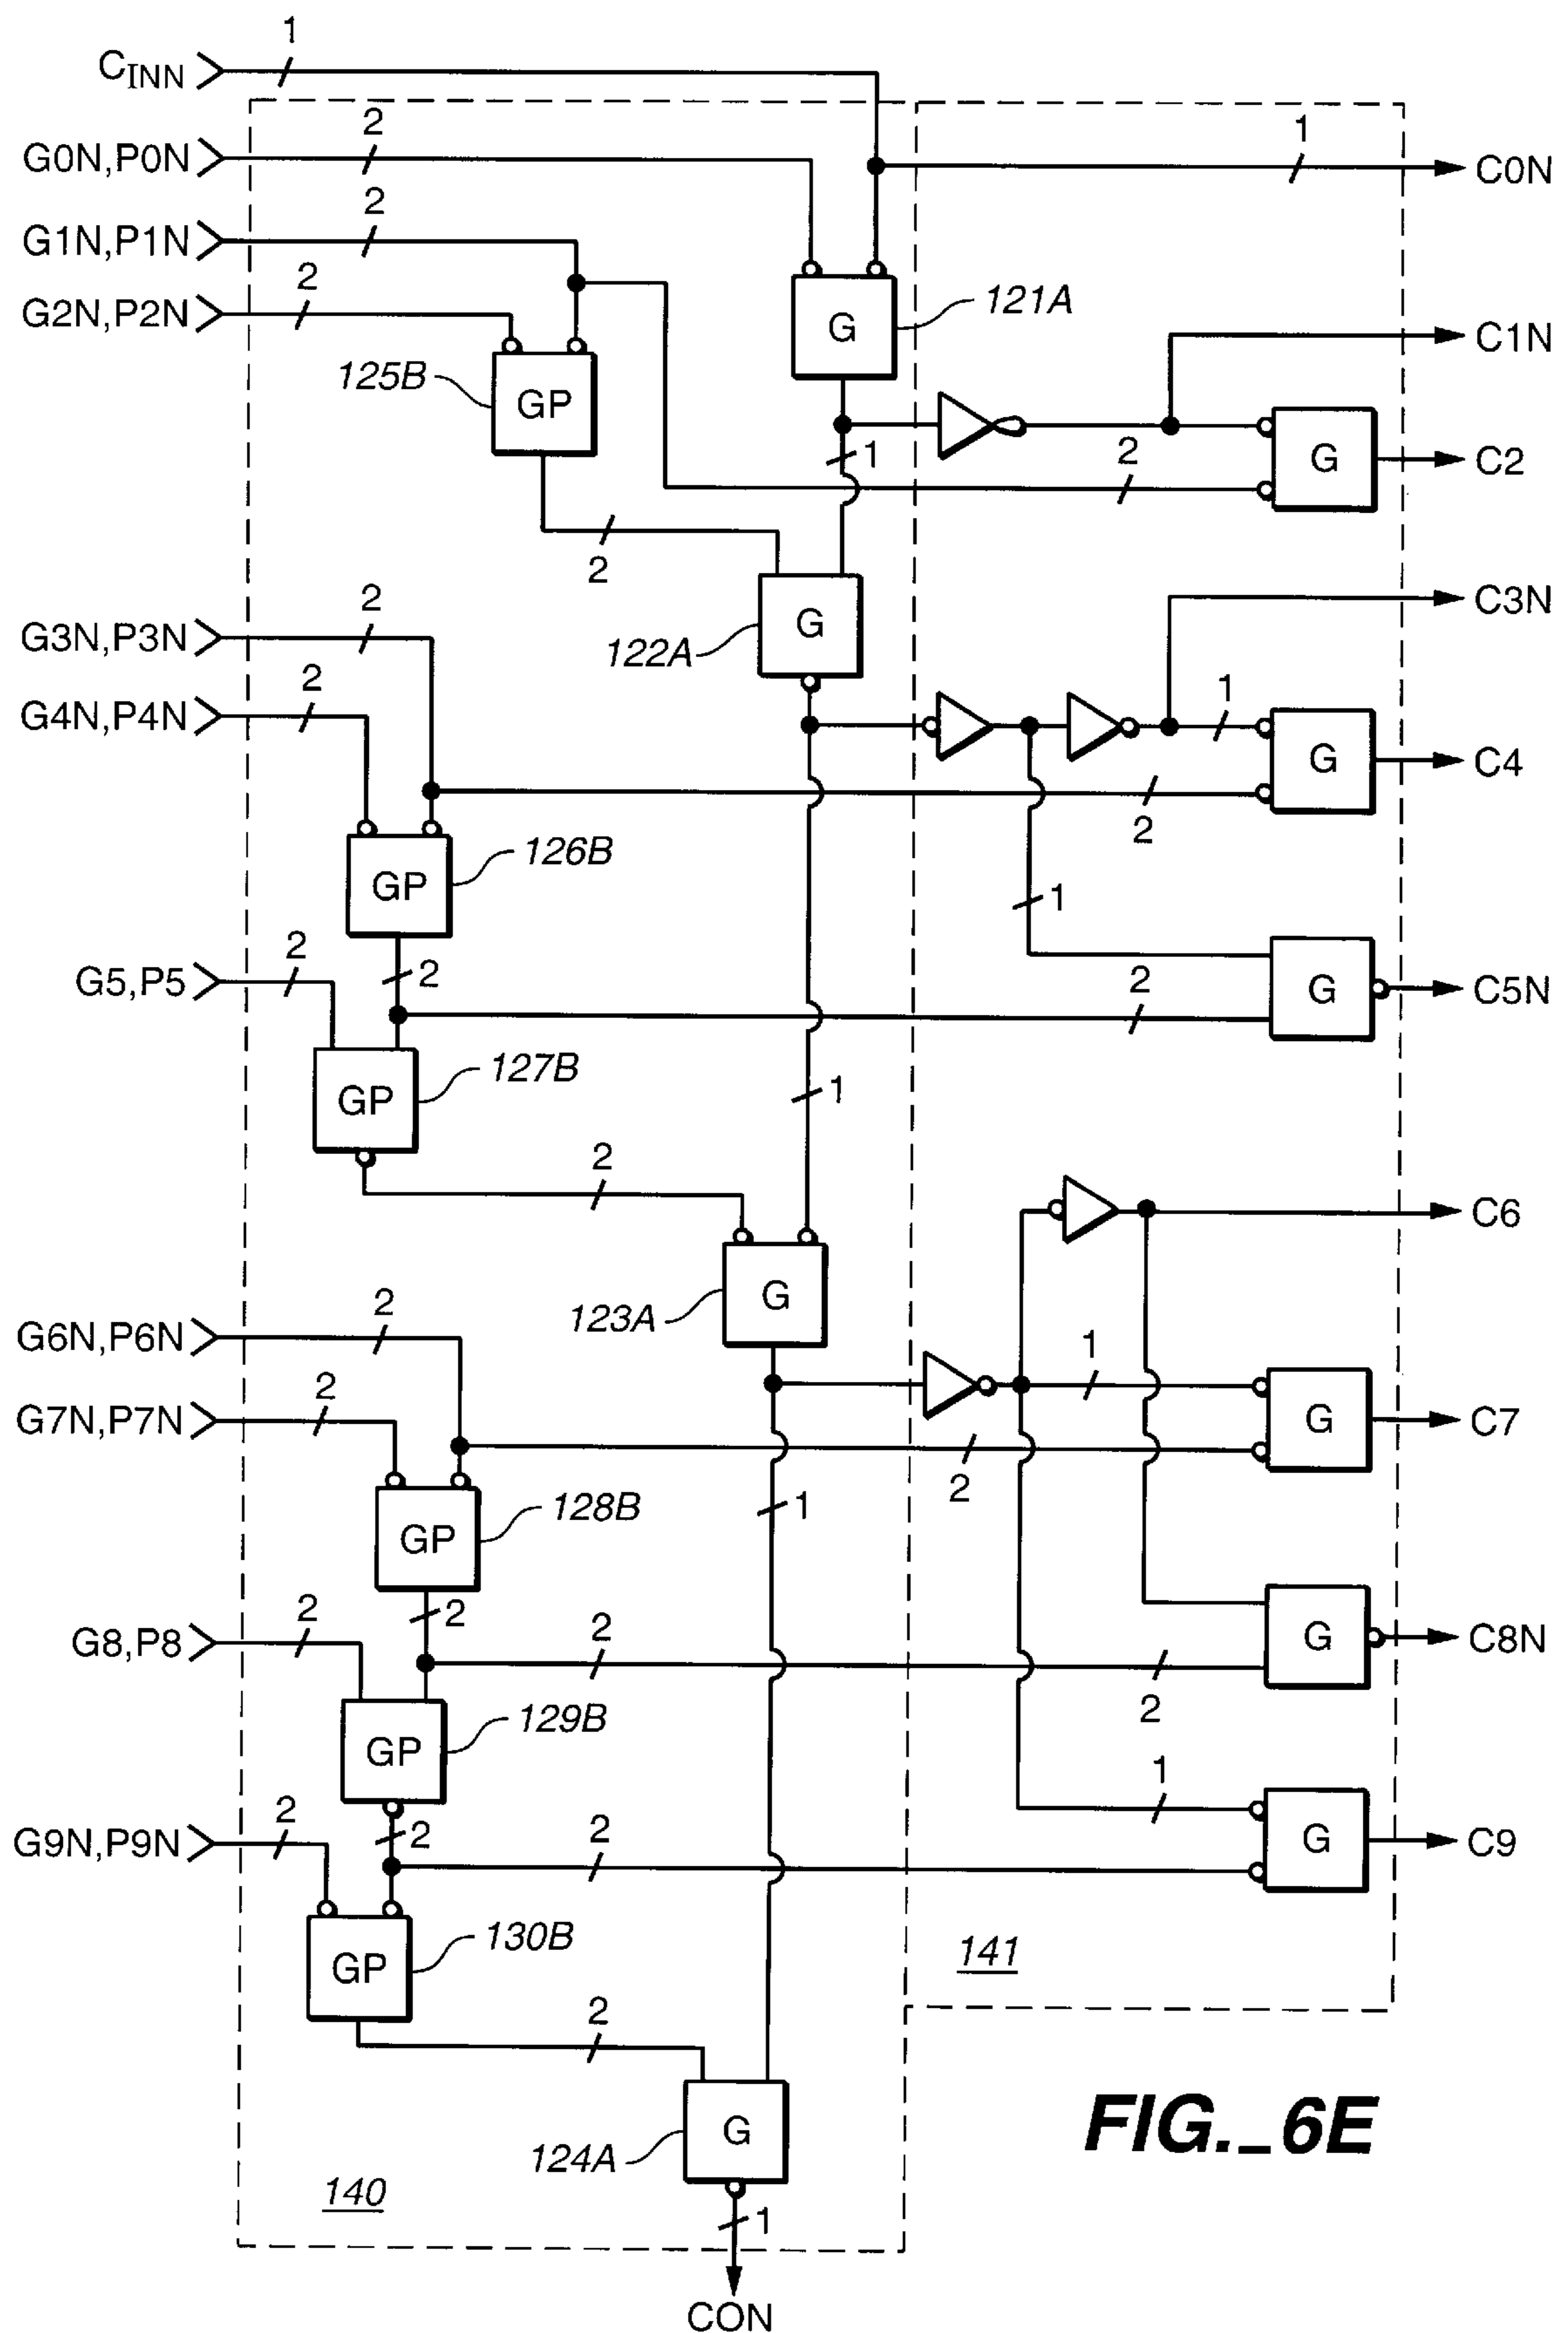 1
CINN
2
G0N,P0N
1
C0N
2
G1N,P1N
2
G2N,P2N
121A
C1N
G
125B
GP
1
2
G
C2
2
2
G3N,P3N
C3N
G
122A
2
G4N,P4N
1
G
C4
2
126B
GP
1
2
G5,P5
2
2
G
C5N
127B
GP
1
2
C6
G
123A
2
G6N,P6N
1
2
G7N,P7N
G
C7
2
128B
1
GP
2
G8,P8
2
2
G
C8N
2
129B
GP
1
2
G9N,P9N
2
2
G
C9
130B
141
GP
2
G
124A
FIG._6E
140
1
CON